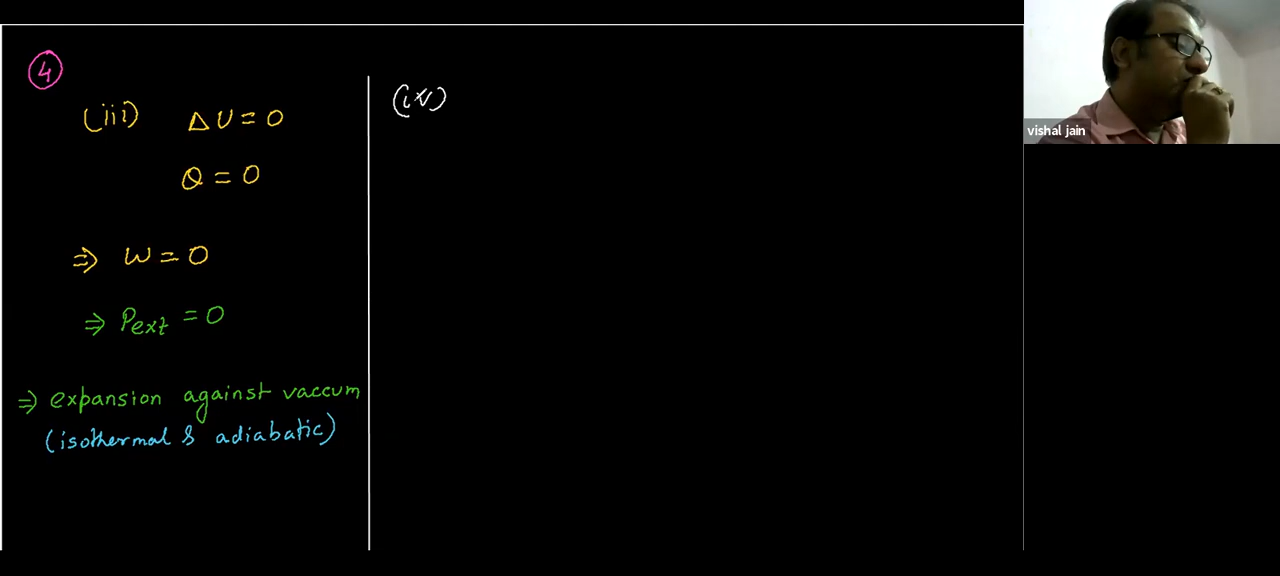 4
(iii) ΔU = 0
Q = 0
⇒ W = 0
⇒ Pext = 0
⇒ expansion against vaccum
(isothermal & adiabatic)
(iv)
vishal jain